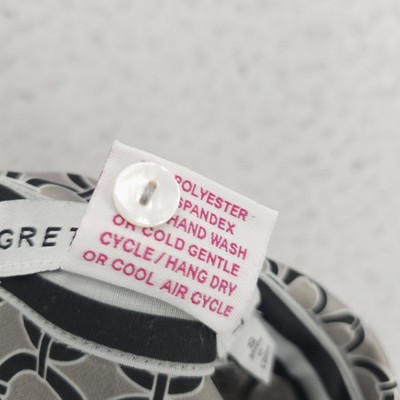 GRET
POLYESTER
SPANDEX
HAND WASH
OR COLD GENTLE
CYCLE / HANG DRY
OR COOL AIR CYCLE